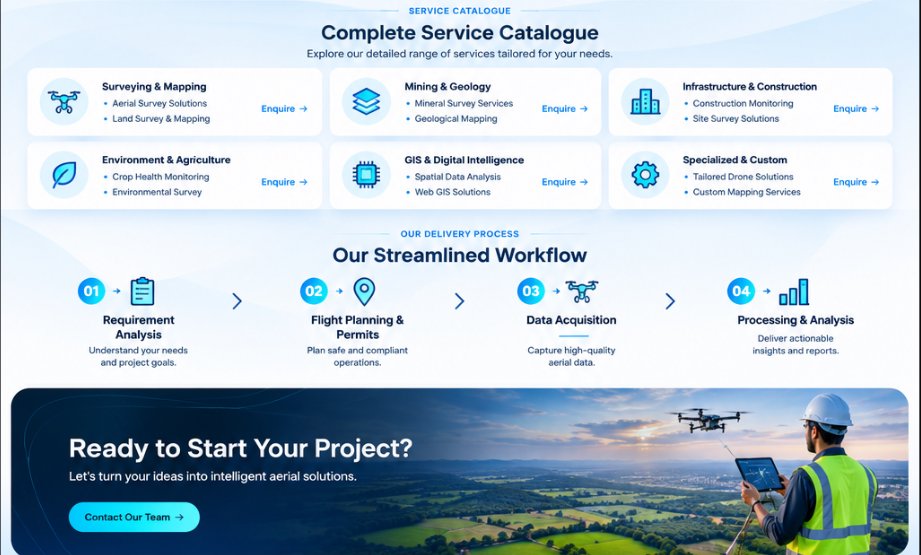 SERVICE CATALOGUE
Complete Service Catalogue
Explore our detailed range of services tailored for your needs.
Surveying & Mapping
• Aerial Survey Solutions
• Land Survey & Mapping
Enquire →
Mining & Geology
• Mineral Survey Services
• Geological Mapping
Enquire →
Infrastructure & Construction
• Construction Monitoring
• Site Survey Solutions
Enquire →
Environment & Agriculture
• Crop Health Monitoring
• Environmental Survey
Enquire →
GIS & Digital Intelligence
• Spatial Data Analysis
• Web GIS Solutions
Enquire →
Specialized & Custom
• Tailored Drone Solutions
• Custom Mapping Services
Enquire →
OUR DELIVERY PROCESS
Our Streamlined Workflow
01
Requirement
Analysis
Understand your needs
and project goals.
02
Flight Planning &
Permits
Plan safe and compliant
operations.
03
Data Acquisition
Capture high-quality
aerial data.
04
Processing & Analysis
Deliver actionable
insights and reports.
Ready to Start Your Project?
Let's turn your ideas into intelligent aerial solutions.
Contact Our Team →